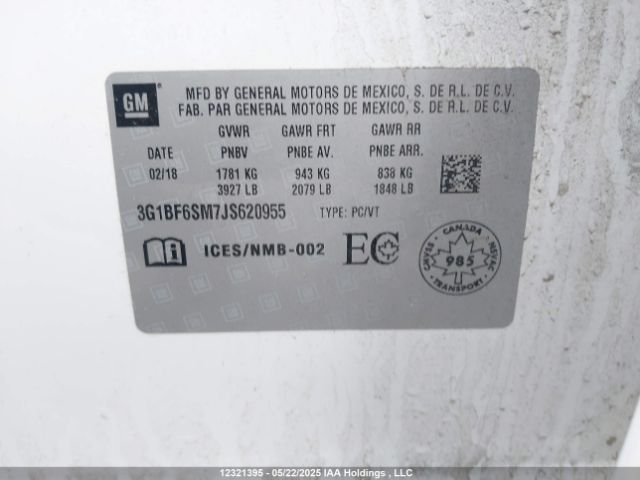 GM
MFD BY GENERAL MOTORS DE MEXICO, S. DE R.L. DE C.V.
FAB. PAR GENERAL MOTORS DE MEXICO, S. DE R.L. DE C.V.
GVWR GAWR FRT GAWR RR
DATE PNBV PNBE AV. PNBE ARR.
02/18 1781 KG 943 KG 838 KG
3927 LB 2079 LB 1848 LB
3G1BF6SM7JS620955 TYPE: PC/VT
ICES/NMB-002 EC
CANADA
CMVSS 985 NSVAC
TRANSPORT
12321395 - 05/22/2025 IAA Holdings , LLC